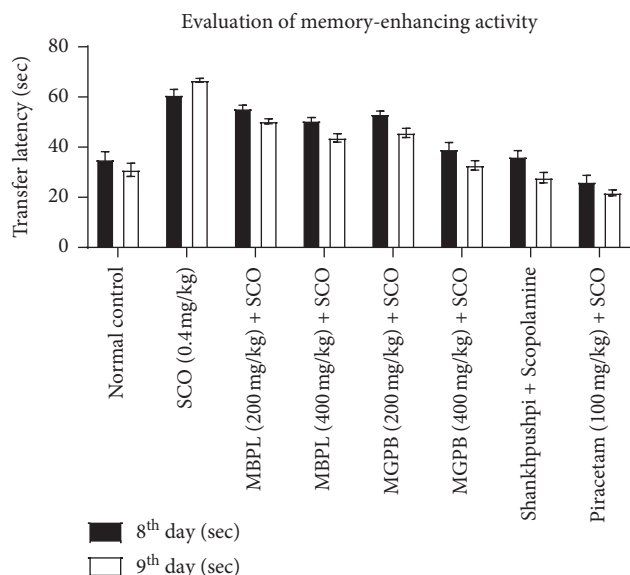 Evaluation of memory-enhancing activity
Transfer latency (sec)
80
60
40
20
0
Normal control
SCO (0.4 mg/kg)
MBPL (200 mg/kg) + SCO
MBPL (400 mg/kg) + SCO
MGPB (200 mg/kg) + SCO
MGPB (400 mg/kg) + SCO
Shankhpushpi + Scopolamine
Piracetam (100 mg/kg) + SCO
8th day (sec)
9th day (sec)